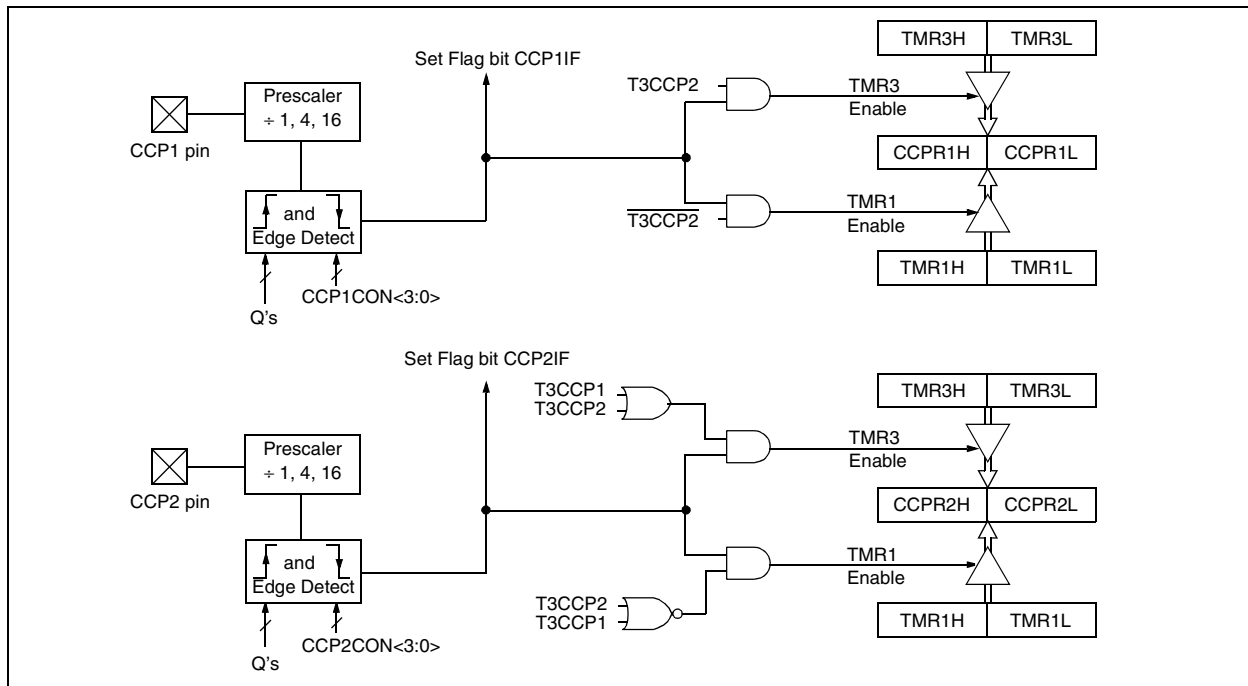 Set Flag bit CCP1IF
TMR3H TMR3L
T3CCP2
TMR3
Enable
Prescaler
÷ 1, 4, 16
CCP1 pin
CCPR1H CCPR1L
and
Edge Detect
T3CCP2
TMR1
Enable
TMR1H TMR1L
CCP1CON<3:0>
Q's
Set Flag bit CCP2IF
TMR3H TMR3L
T3CCP1
T3CCP2
TMR3
Enable
Prescaler
÷ 1, 4, 16
CCP2 pin
CCPR2H CCPR2L
and
Edge Detect
TMR1
Enable
T3CCP2
T3CCP1
TMR1H TMR1L
CCP2CON<3:0>
Q's